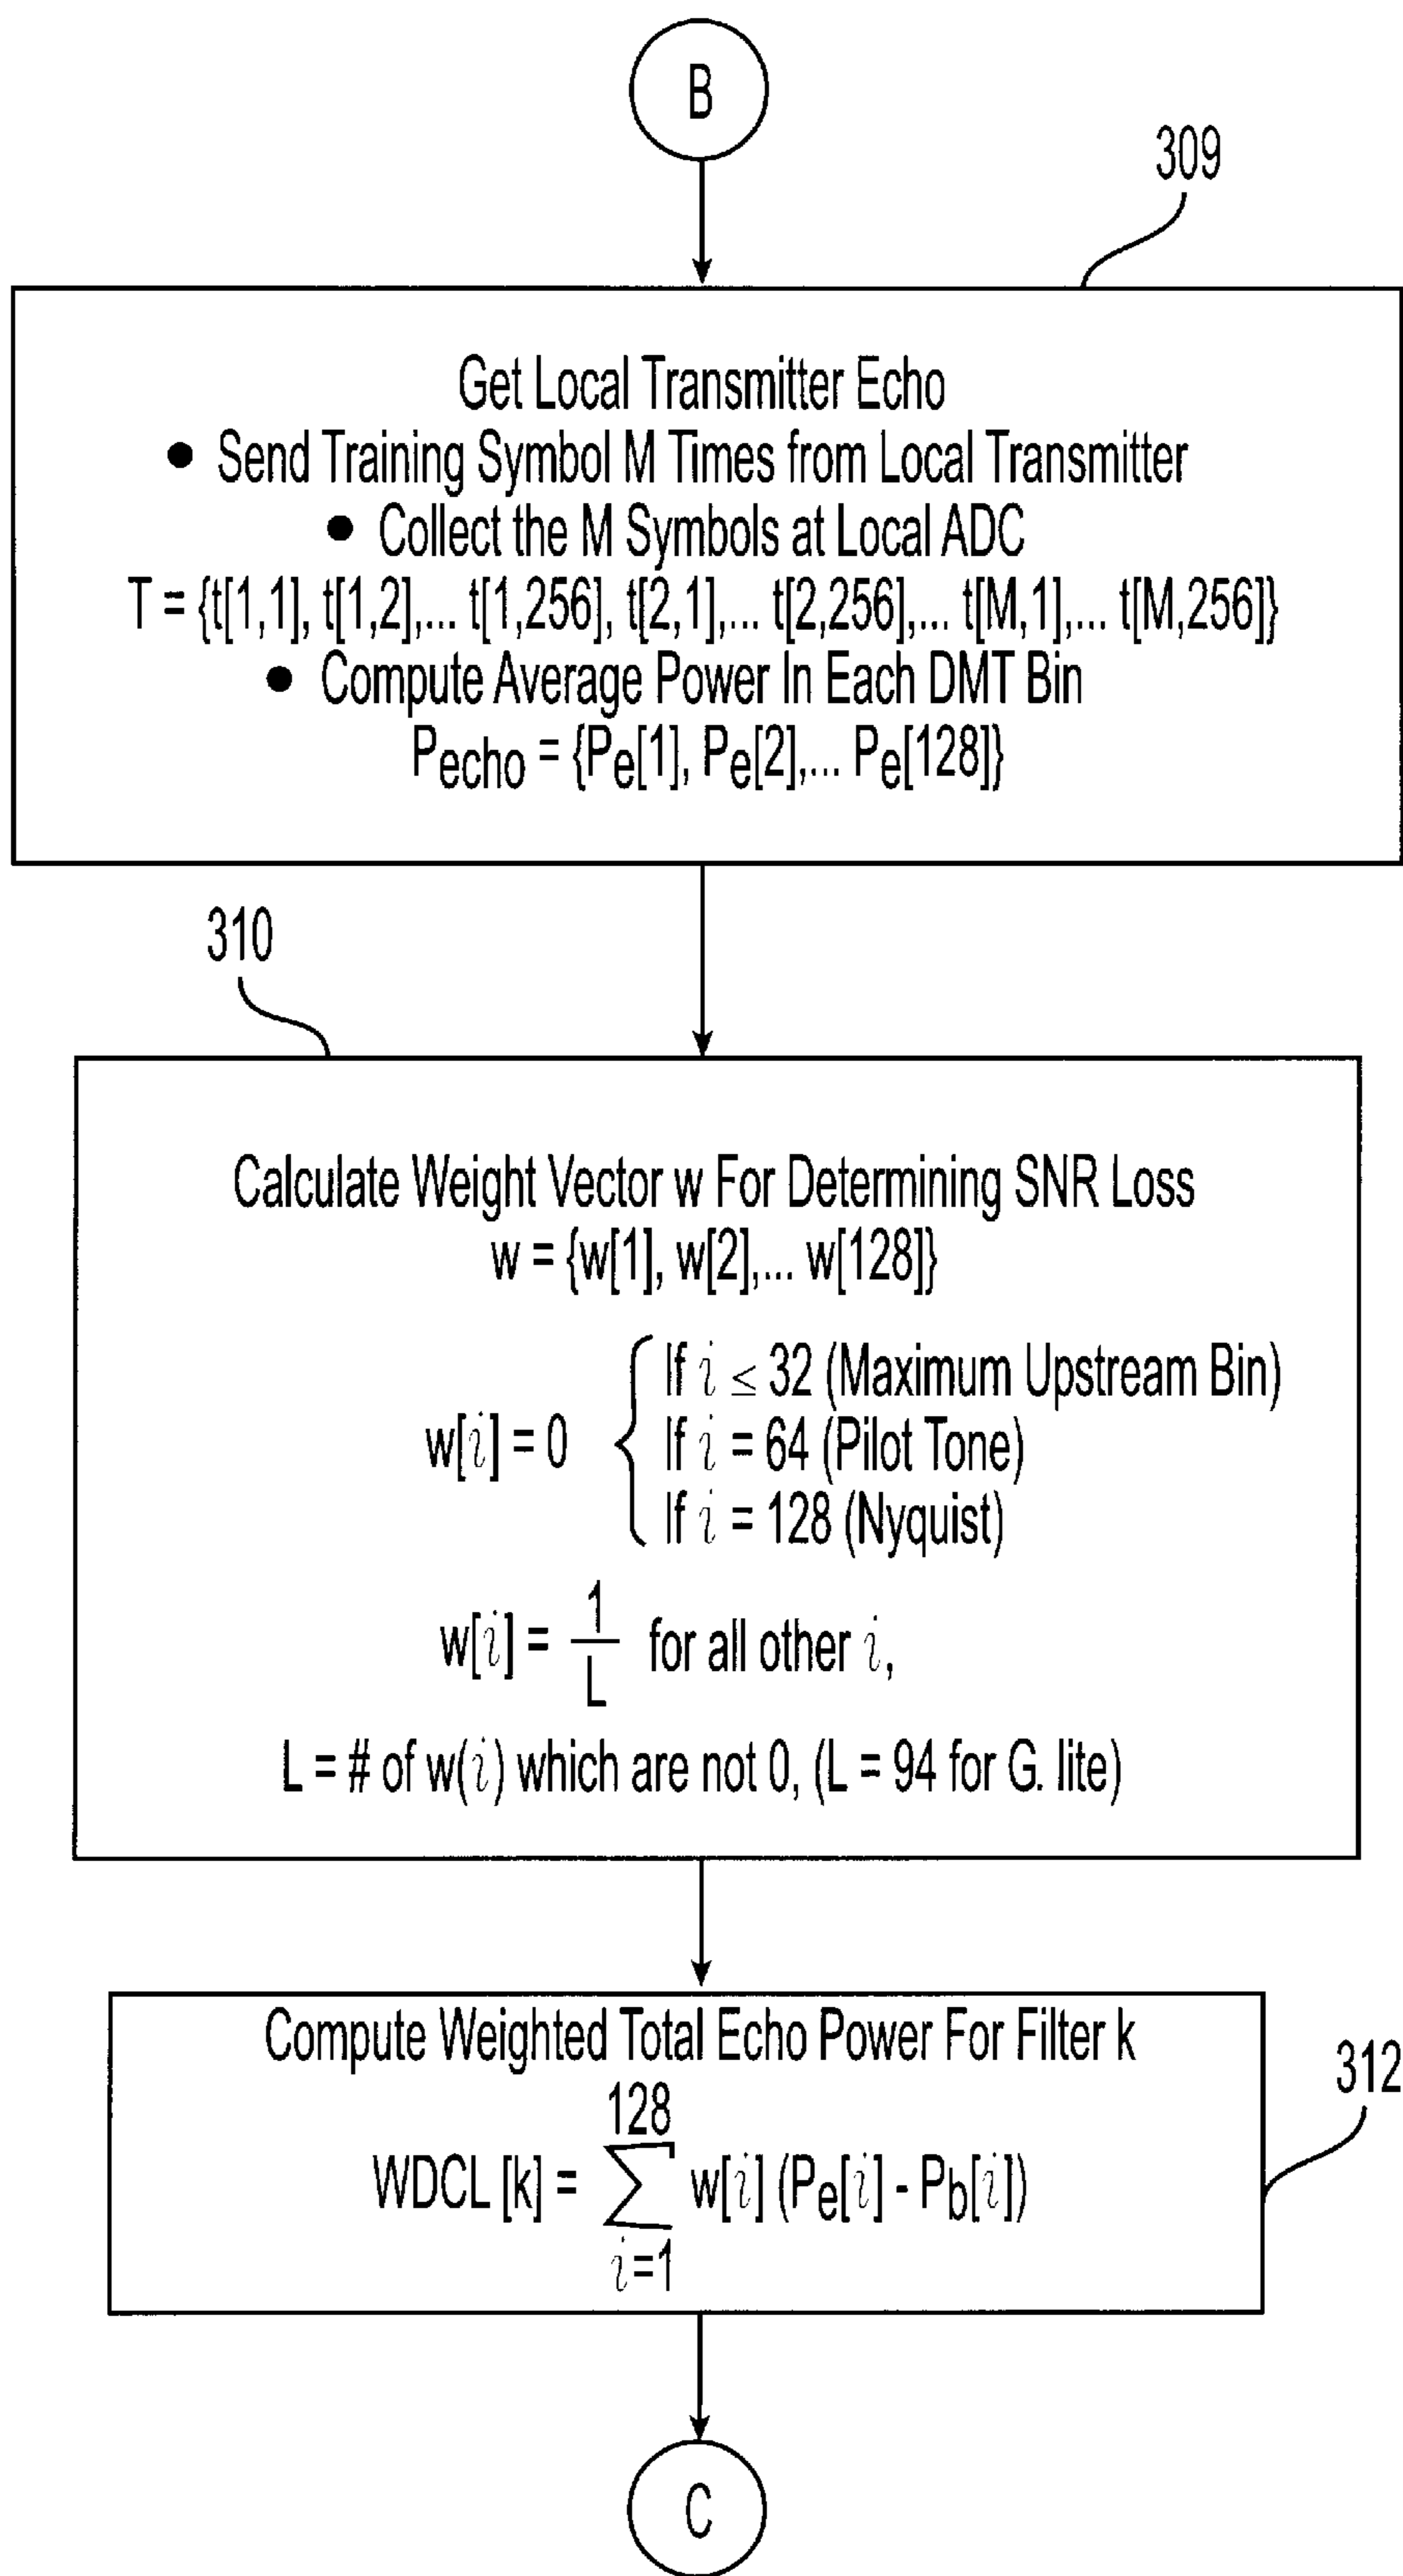 B
309
Get Local Transmitter Echo
● Send Training Symbol M Times from Local Transmitter
● Collect the M Symbols at Local ADC
T = {t[1,1], t[1,2],... t[1,256], t[2,1],... t[2,256],... t[M,1],... t[M,256]}
● Compute Average Power In Each DMT Bin
Pecho = {Pe[1], Pe[2],... Pe[128]}
310
Calculate Weight Vector w For Determining SNR Loss
w = {w[1], w[2],... w[128]}
If i ≤ 32 (Maximum Upstream Bin)
w[i] = 0 { If i = 64 (Pilot Tone)
If i = 128 (Nyquist)
w[i] = 1/L for all other i,
L = # of w(i) which are not 0, (L = 94 for G. lite)
Compute Weighted Total Echo Power For Filter k
312
128
WDCL [k] = ∑ w[i] (Pe[i] - Pb[i])
i=1
C